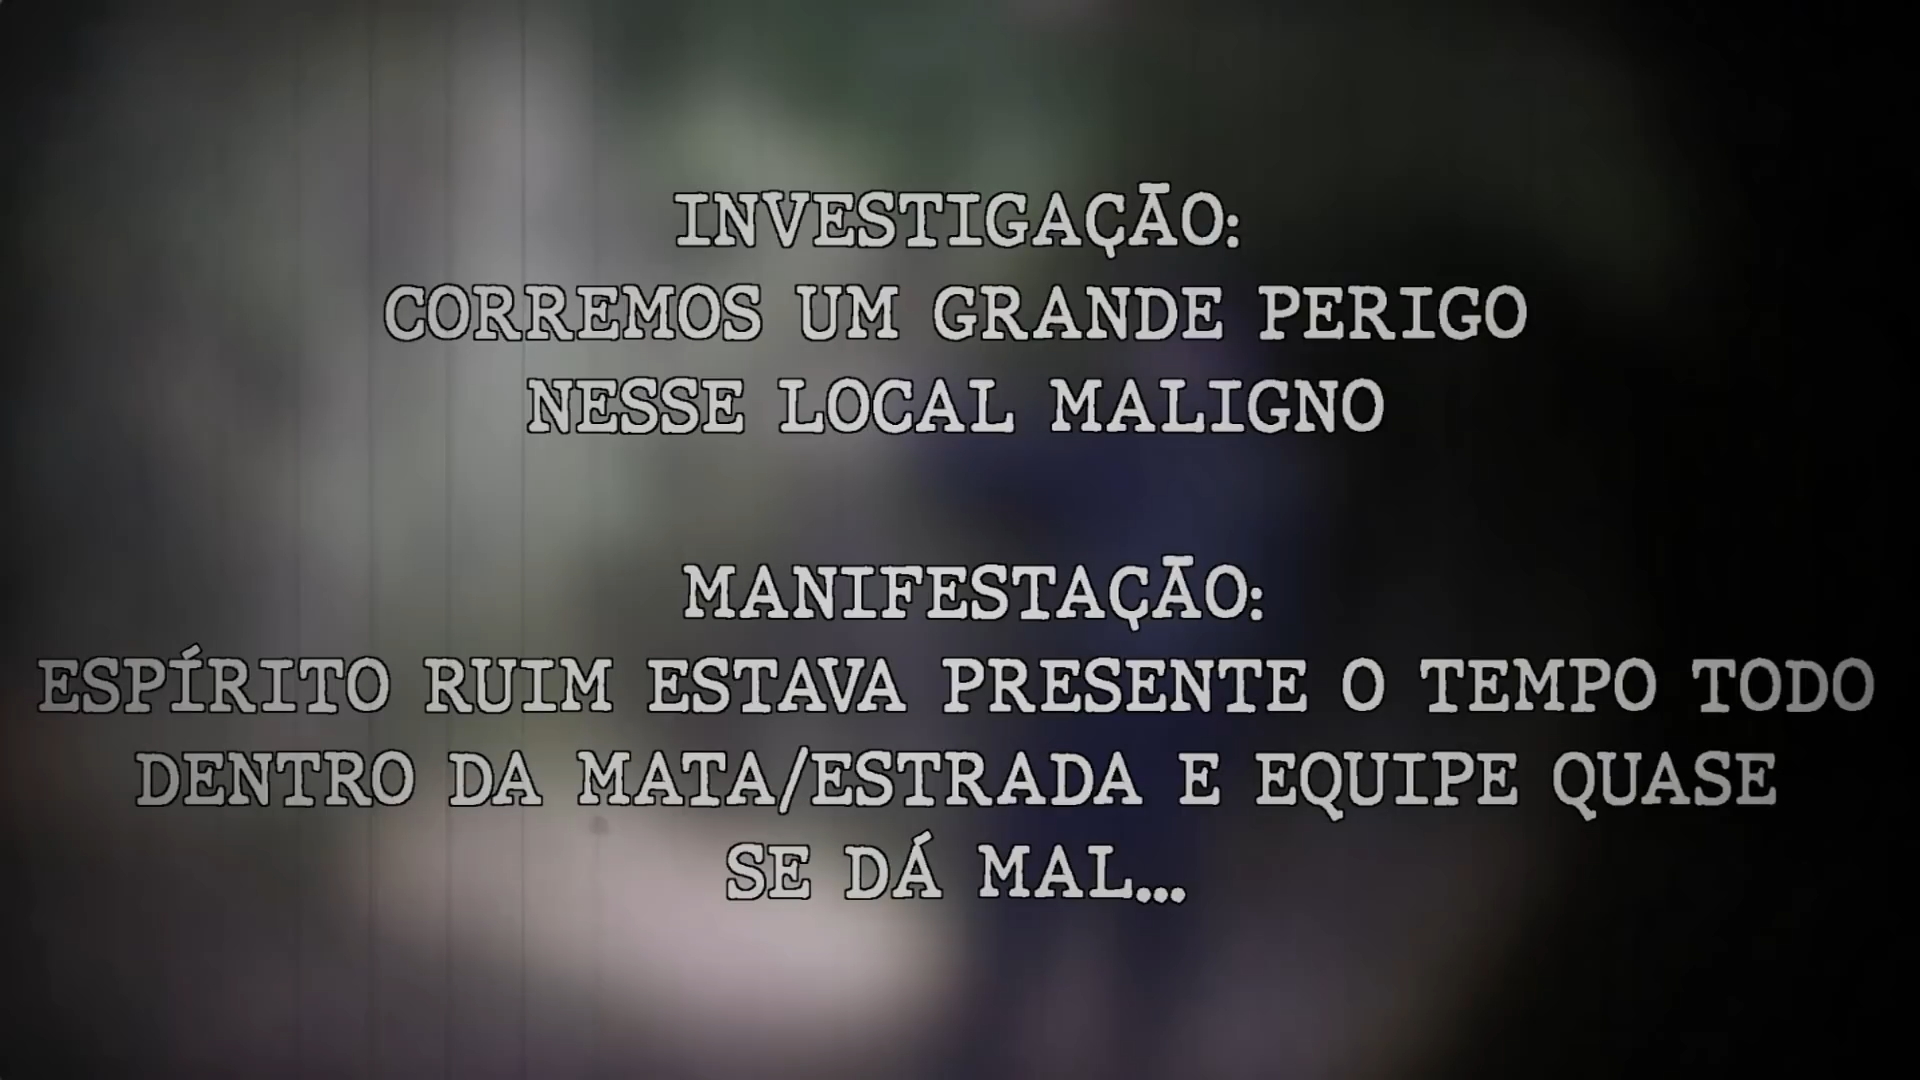 INVESTIGAÇÃO:
CORREMOS UM GRANDE PERIGO
NESSE LOCAL MALIGNO
MANIFESTAÇÃO:
ESPÍRITO RUIM ESTAVA PRESENTE O TEMPO TODO
DENTRO DA MATA/ESTRADA E EQUIPE QUASE
SE DÁ MAL...